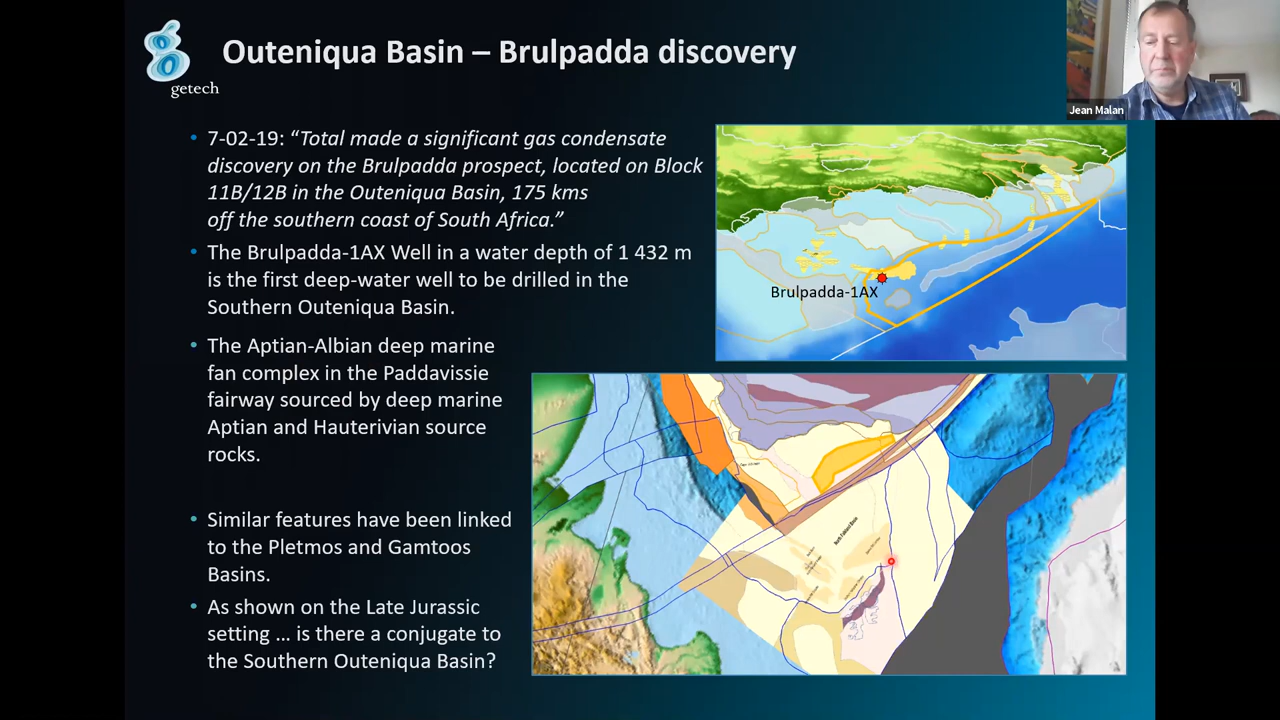 getech
Outeniqua Basin – Brulpadda discovery
Jean Malan
• 7-02-19: “Total made a significant gas condensate
discovery on the Brulpadda prospect, located on Block
11B/12B in the Outeniqua Basin, 175 kms
off the southern coast of South Africa.”
• The Brulpadda-1AX Well in a water depth of 1 432 m
is the first deep-water well to be drilled in the
Southern Outeniqua Basin.
• The Aptian-Albian deep marine
fan complex in the Paddavissie
fairway sourced by deep marine
Aptian and Hauterivian source
rocks.
• Similar features have been linked
to the Pletmos and Gamtoos
Basins.
• As shown on the Late Jurassic
setting ... is there a conjugate to
the Southern Outeniqua Basin?
Brulpadda-1AX
North Falkland Basin